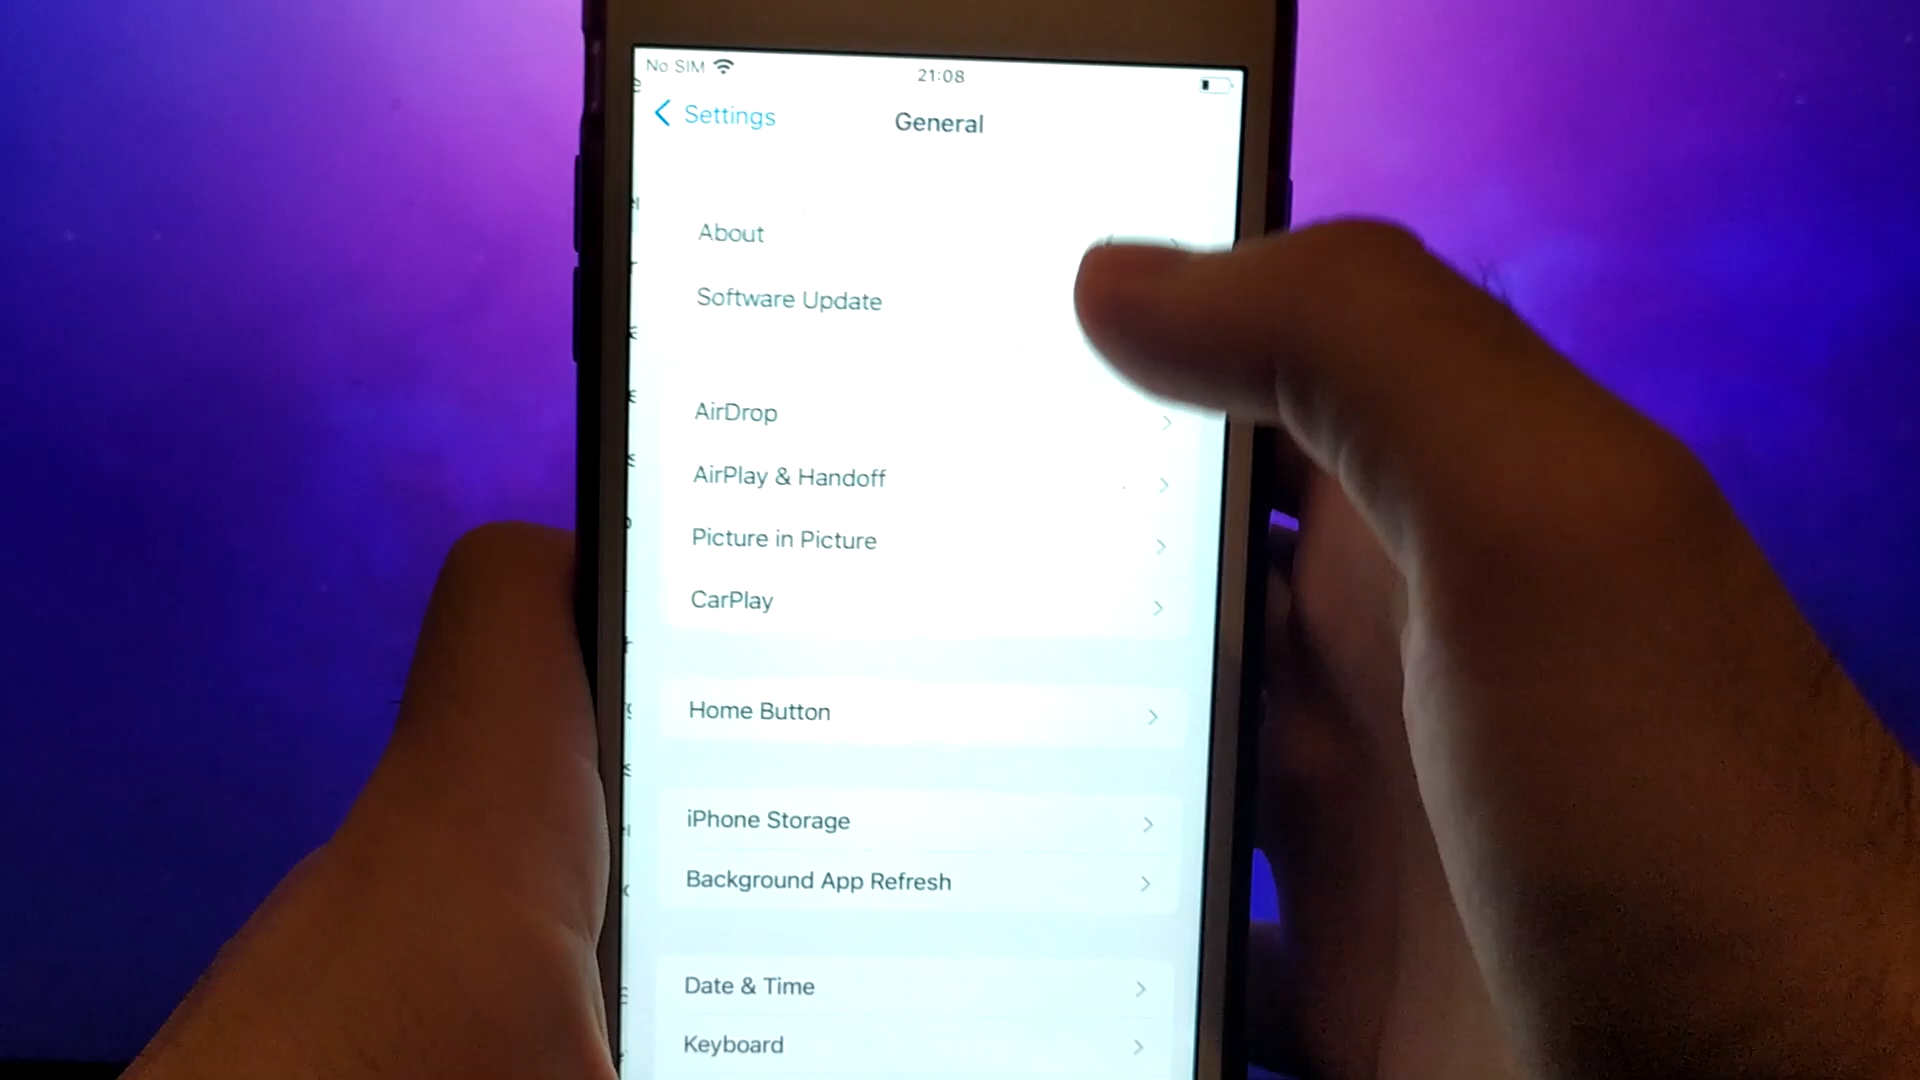 No SIM
21:08
Settings
General
About
Software Update
AirDrop
AirPlay & Handoff
Picture in Picture
CarPlay
Home Button
iPhone Storage
Background App Refresh
Date & Time
Keyboard